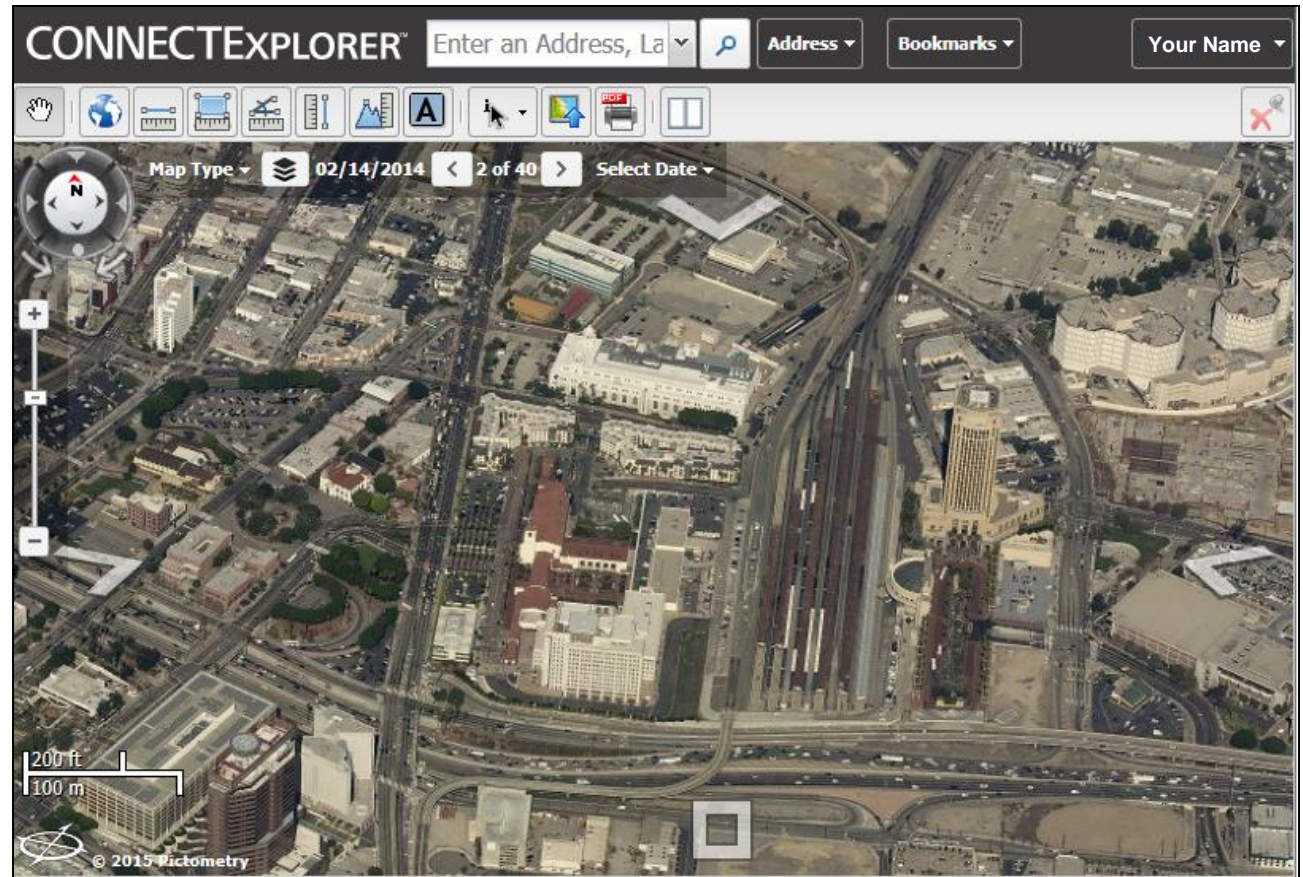 CONNECTEXPLORER™ Enter an Address, La Address Bookmarks Your Name
A i PDF
Map Type 02/14/2014 < 2 of 40 > Select Date
N
+
-
-
200 ft
100 m
© 2015 Pictometry